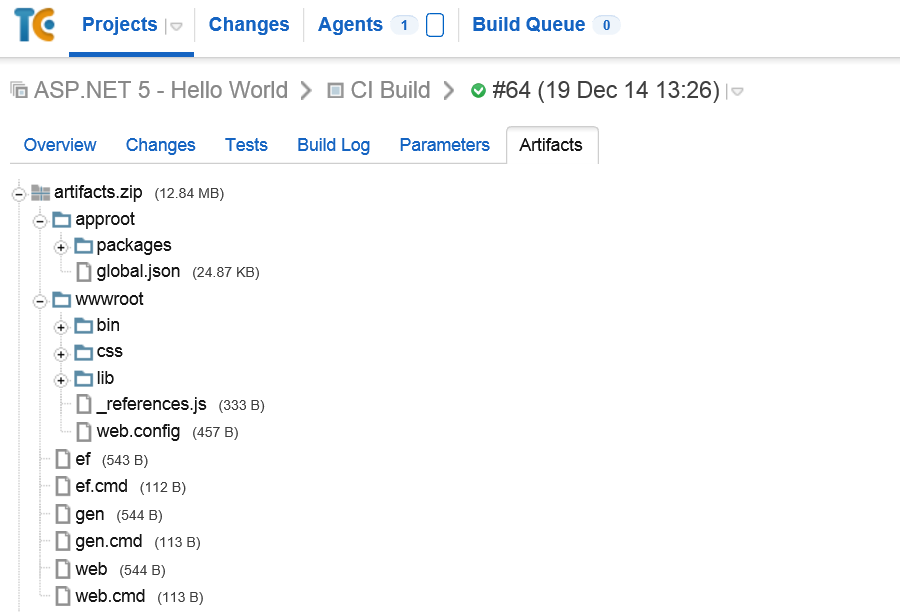 TC Projects Changes Agents 1 Build Queue 0
ASP.NET 5 - Hello World CI Build #64 (19 Dec 14 13:26)
Overview Changes Tests Build Log Parameters Artifacts
artifacts.zip (12.84 MB)
approot
packages
global.json (24.87 KB)
wwwroot
bin
css
lib
_references.js (333 B)
web.config (457 B)
ef (543 B)
ef.cmd (112 B)
gen (544 B)
gen.cmd (113 B)
web (544 B)
web.cmd (113 B)